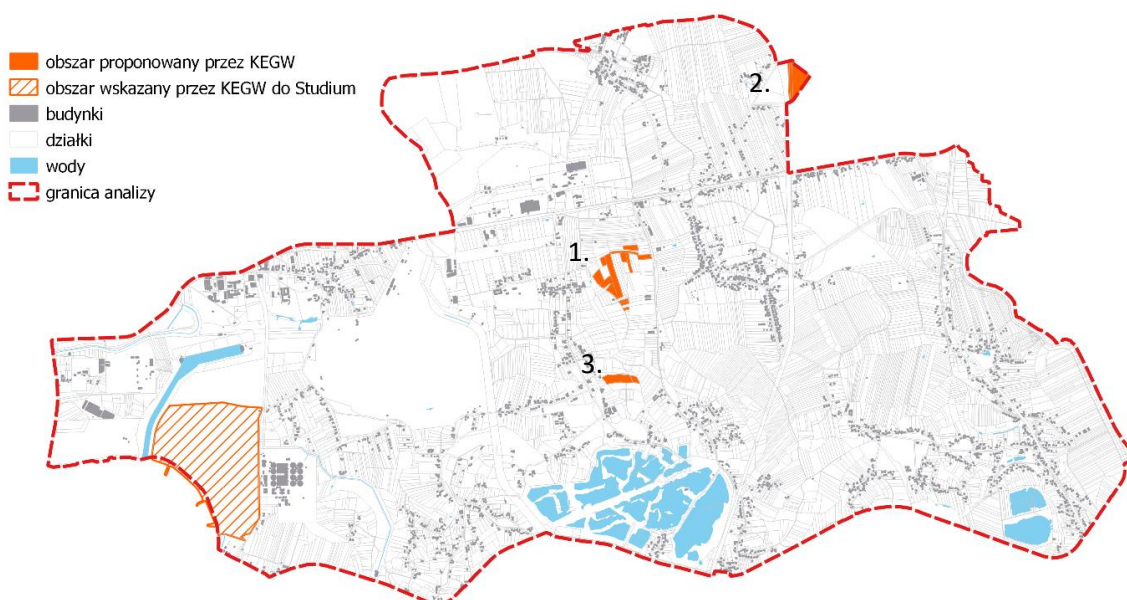 obszar proponowany przez KEGW
obszar wskazany przez KEGW do Studium
budynki
działki
wody
granica analizy
2.
1.
3.